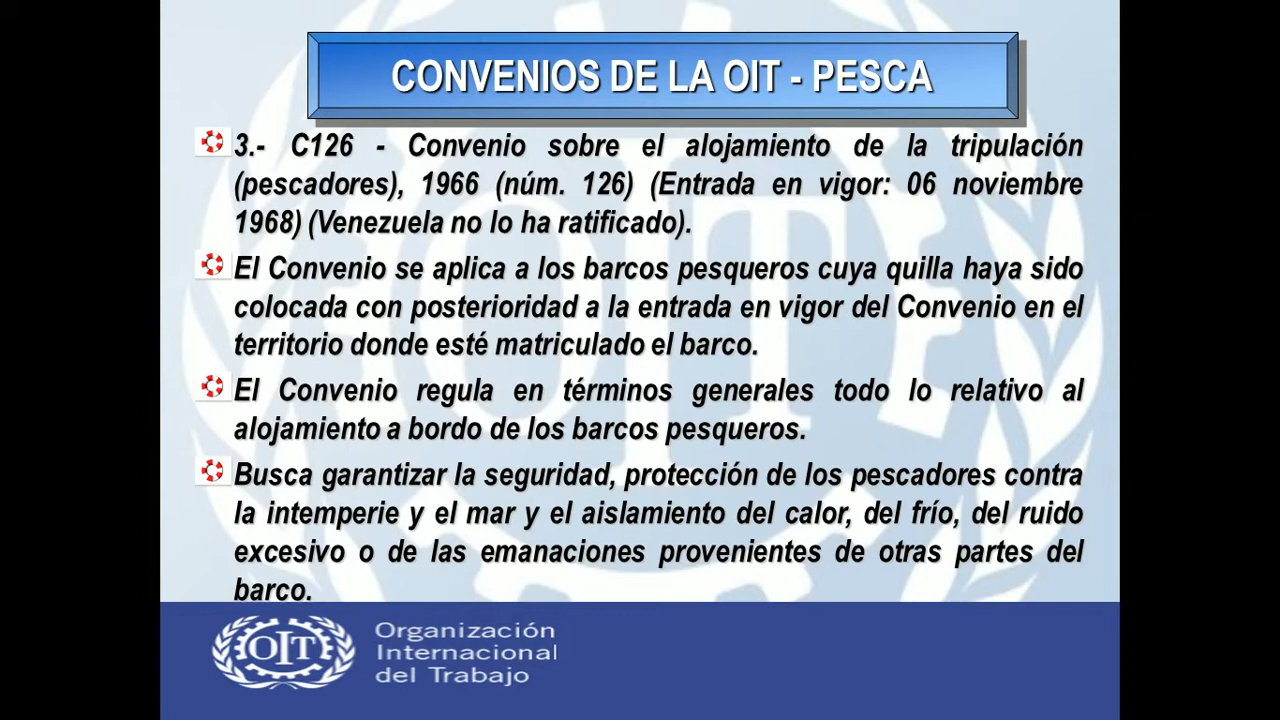 CONVENIOS DE LA OIT - PESCA
3.- C126 - Convenio sobre el alojamiento de la tripulación
(pescadores), 1966 (núm. 126) (Entrada en vigor: 06 noviembre
1968) (Venezuela no lo ha ratificado).
El Convenio se aplica a los barcos pesqueros cuya quilla haya sido
colocada con posterioridad a la entrada en vigor del Convenio en el
territorio donde esté matriculado el barco.
El Convenio regula en términos generales todo lo relativo al
alojamiento a bordo de los barcos pesqueros.
Busca garantizar la seguridad, protección de los pescadores contra
la intemperie y el mar y el aislamiento del calor, del frío, del ruido
excesivo o de las emanaciones provenientes de otras partes del
barco.
OIT
Organización
Internacional
del Trabajo